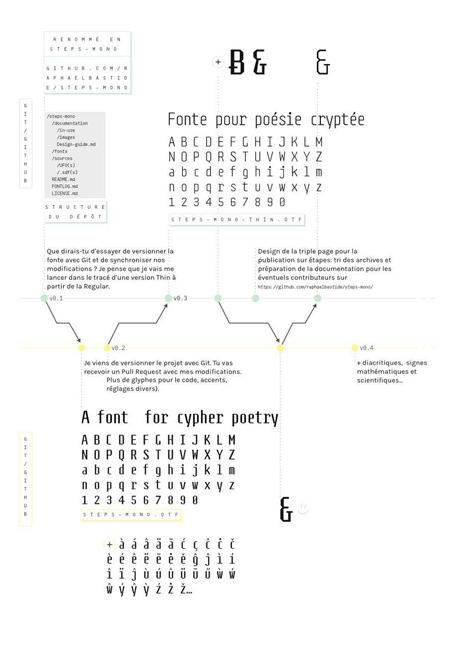 RENOMMÉ EN
STEPS-MONO
GITHUB.COM/R
APHAELBASTID
E/STEPS-MONO
+ B & &
GIT/GITHUB
Fonte pour poésie cryptée
/steps-mono
/documentation
/in-use
/images
Design-guide.md
/fonts
/sources
/UFO(s)
/.sdf(s)
README.md
FONTLOG.md
LICENSE.md
STRUCTURE
DU DÉPÔT
A B C D E F G H I J K L M
N O P Q R S T U V W X Y Z
a b c d e f g h i j k l m
n o p q r s t u v w x y z
1 2 3 4 5 6 7 8 9 0
STEPS-MONO-THIN.OTF
Que dirais-tu d'essayer de versionner la
fonte avec Git et de synchroniser nos
modifications ? Je pense que je vais me
lancer dans le tracé d'une version Thin à
partir de la Regular.
Design de la triple page pour la
publication sur étapes: tri des archives et
préparation de la documentation pour les
éventuels contributeurs sur
https://github.com/raphaelbastide/steps-mono/
v0.1
v0.3
v0.2
v0.4
Je viens de versionner le projet avec Git. Tu vas
recevoir un Pull Request avec mes modifications.
Plus de glyphes pour le code, accents,
réglages divers).
+ diacritiques, signes
mathématiques et
scientifiques...
A font for cypher poetry
GIT/GITHUB
A B C D E F G H I J K L M
N O P Q R S T U V W X Y Z
a b c d e f g h i j k l m
n o p q r s t u v w x y z
1 2 3 4 5 6 7 8 9 0
STEPS-MONO.OTF
&